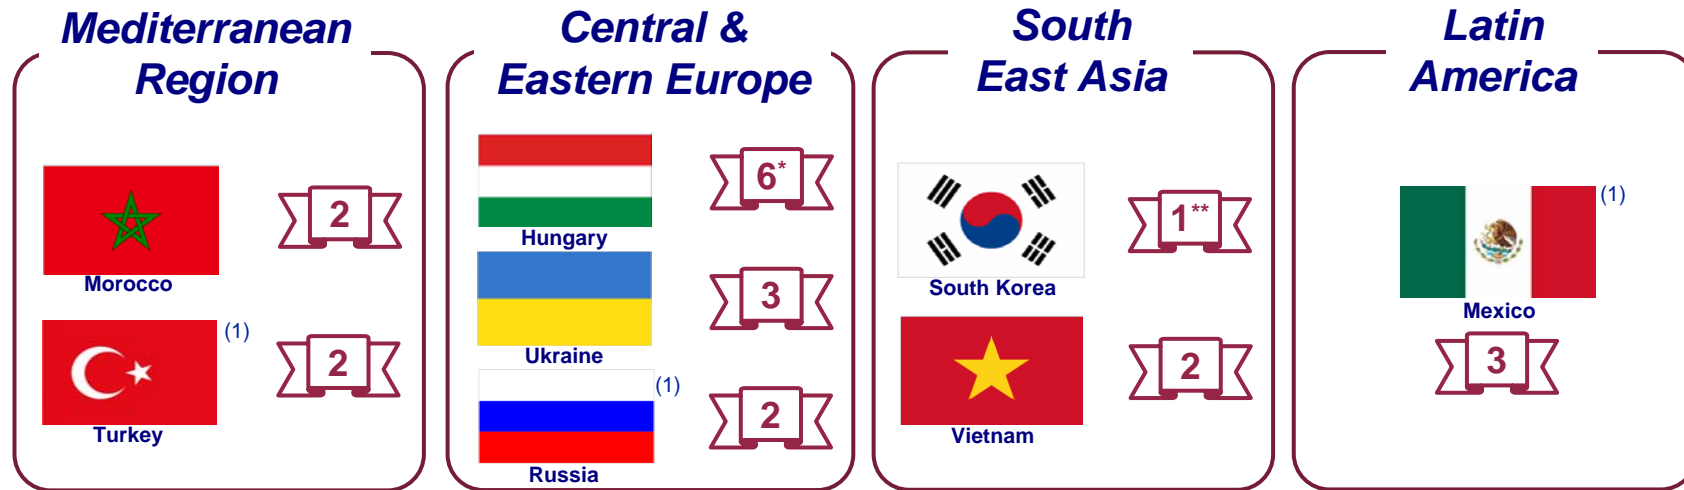 Mediterranean
Region
Morocco
2
Turkey
(1)
2
Central &
Eastern Europe
Hungary
6*
Ukraine
3
Russia
(1)
2
South
East Asia
South Korea
1**
Vietnam
2
Latin
America
(1)
Mexico
3